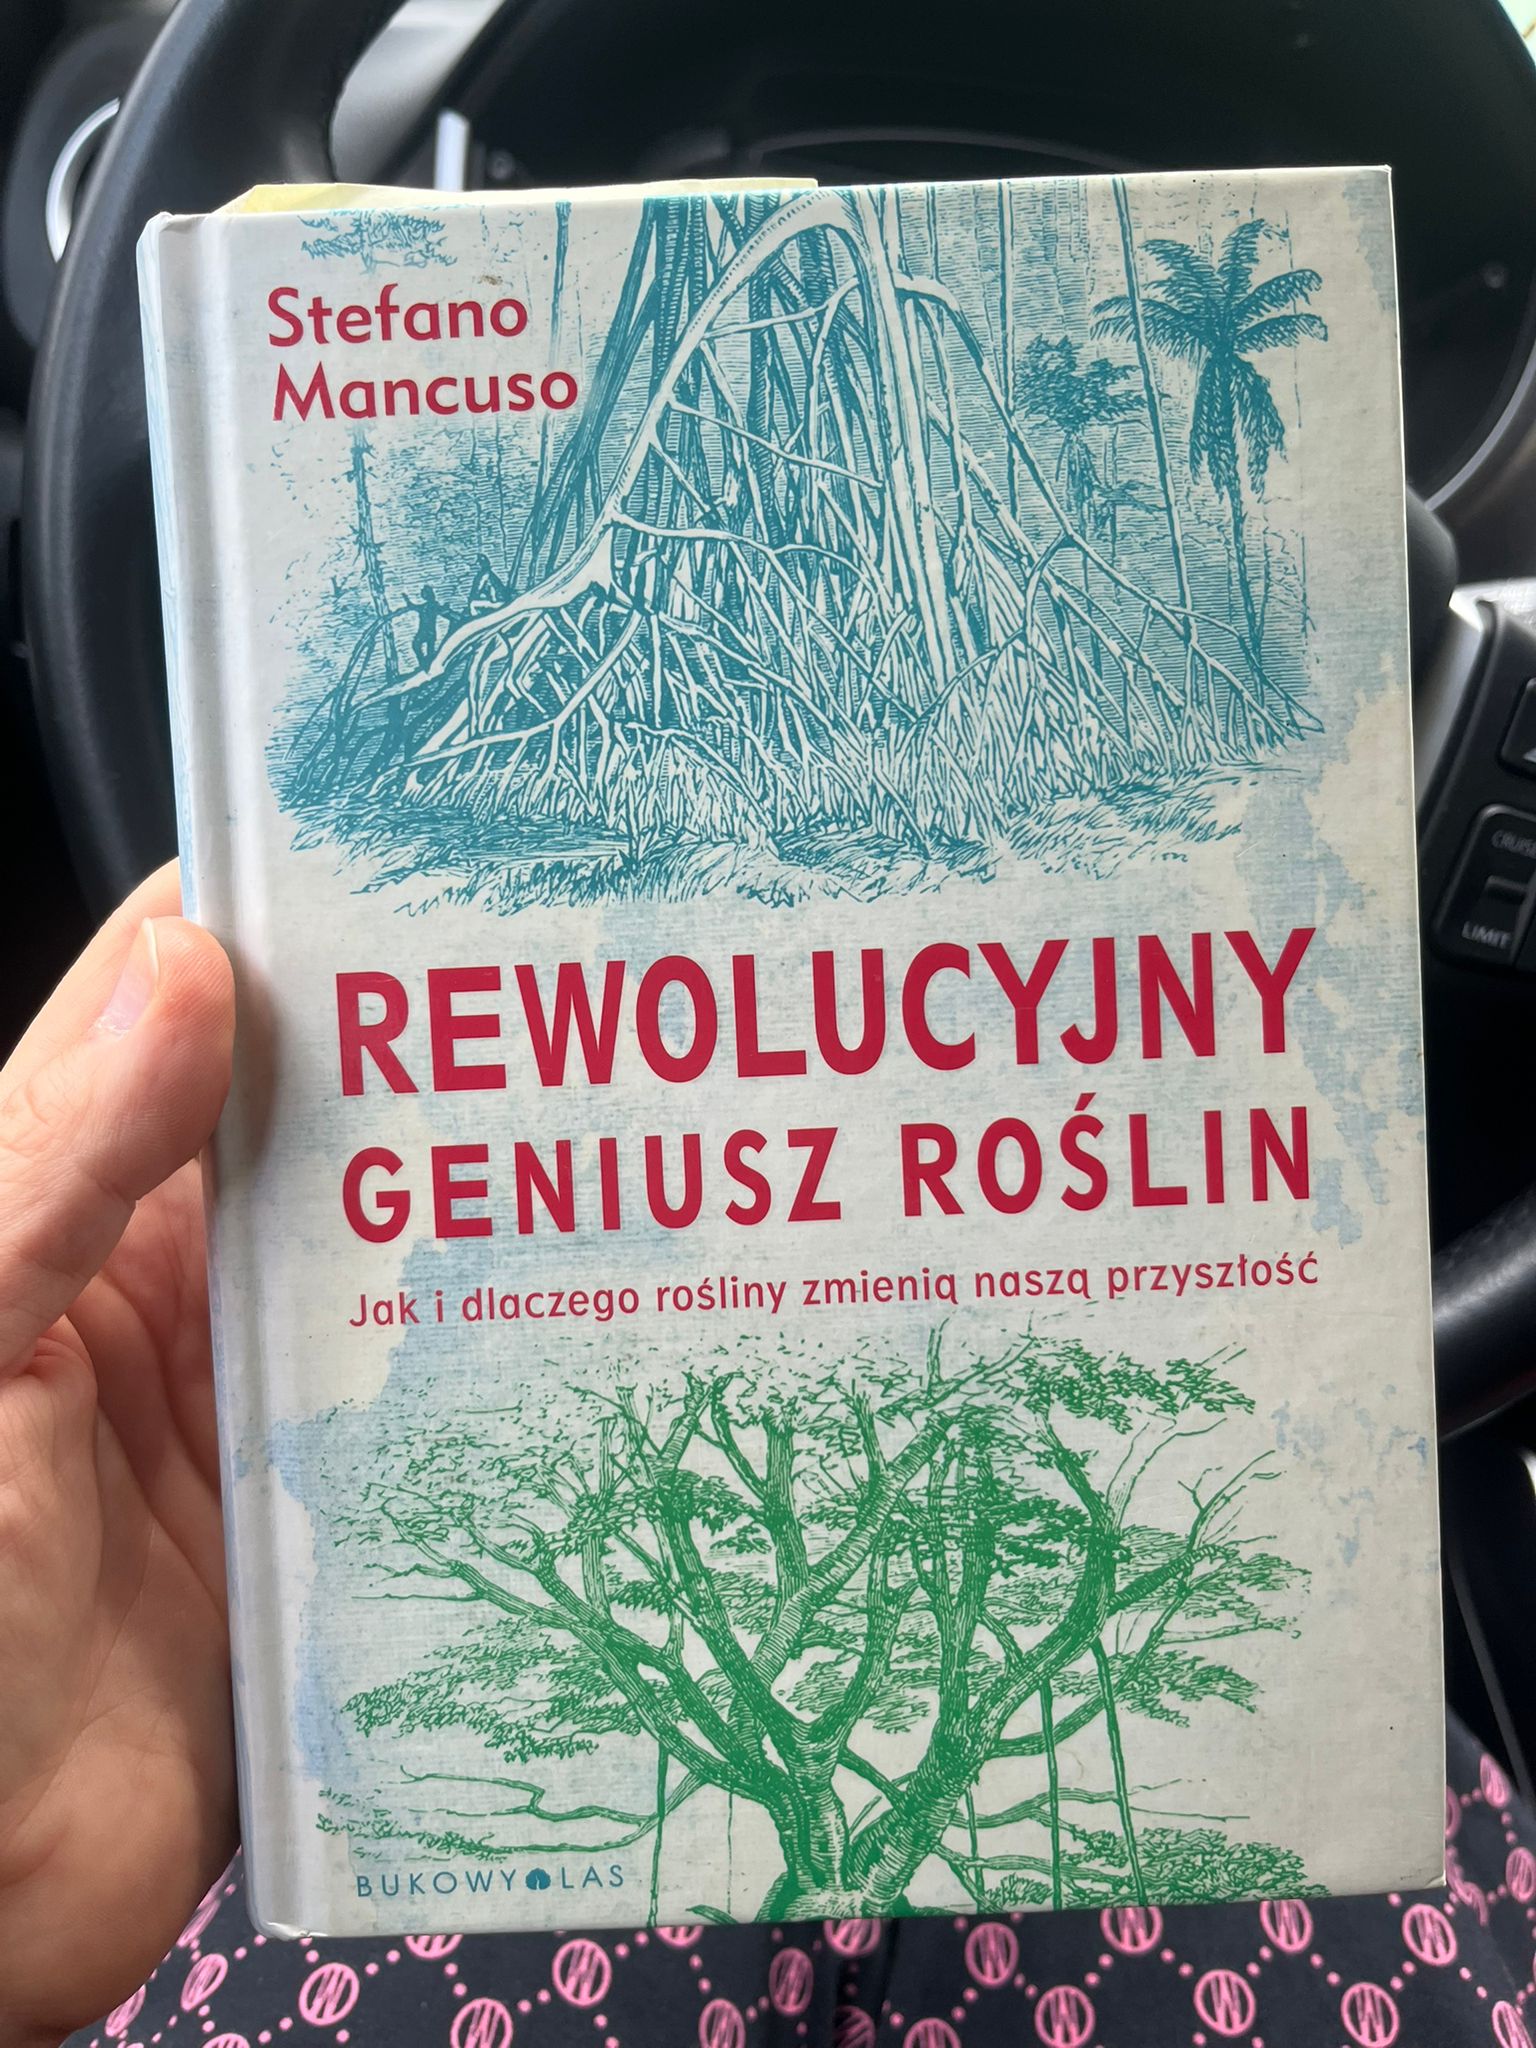 Stefano
Mancuso
REWOLUCYJNY
GENIUSZ ROŚLIN
Jak i dlaczego rośliny zmienią naszą przyszłość
BUKOWY LAS
LIMIT